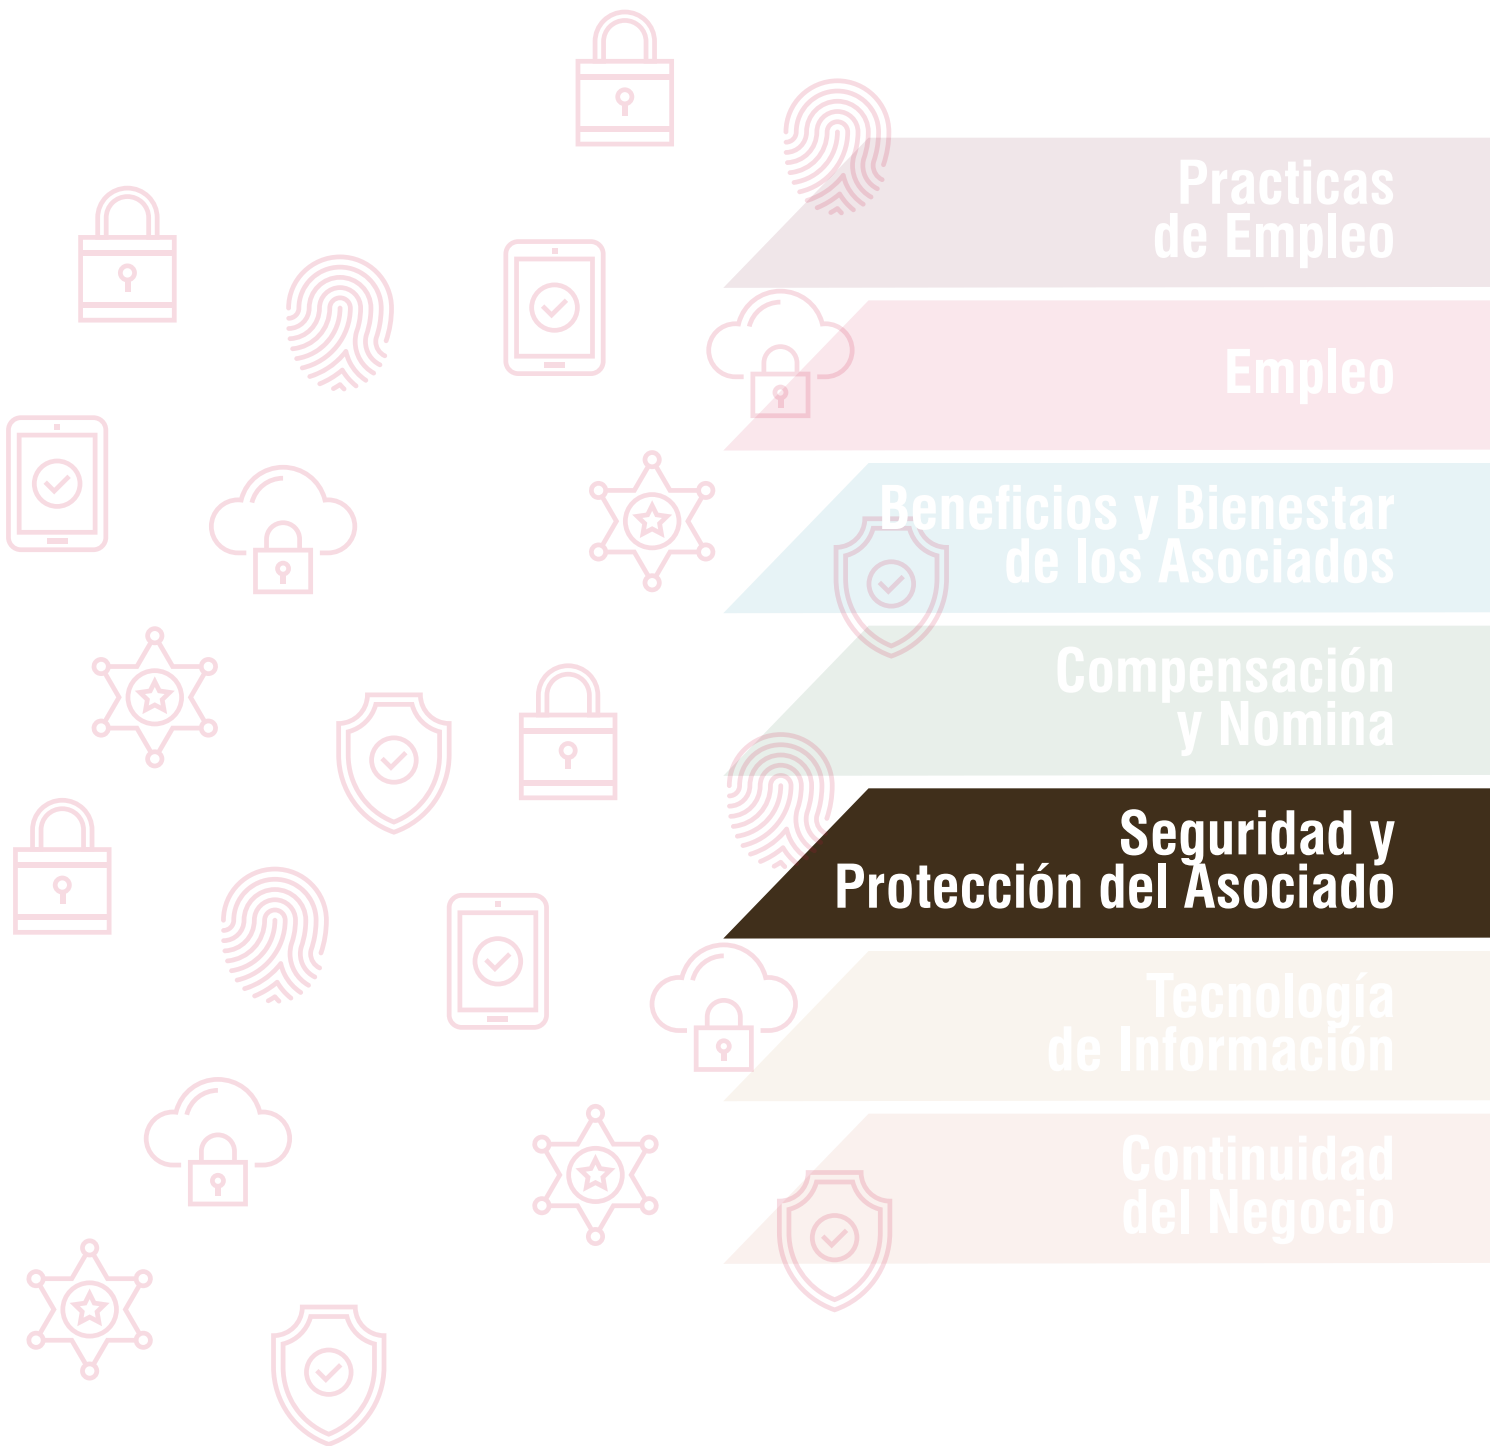 Practicas
de Empleo
Empleo
Beneficios y Bienestar
de los Asociados
Compensación
y Nomina
Seguridad y
Protección del Asociado
Tecnología
de Información
Continuidad
del Negocio